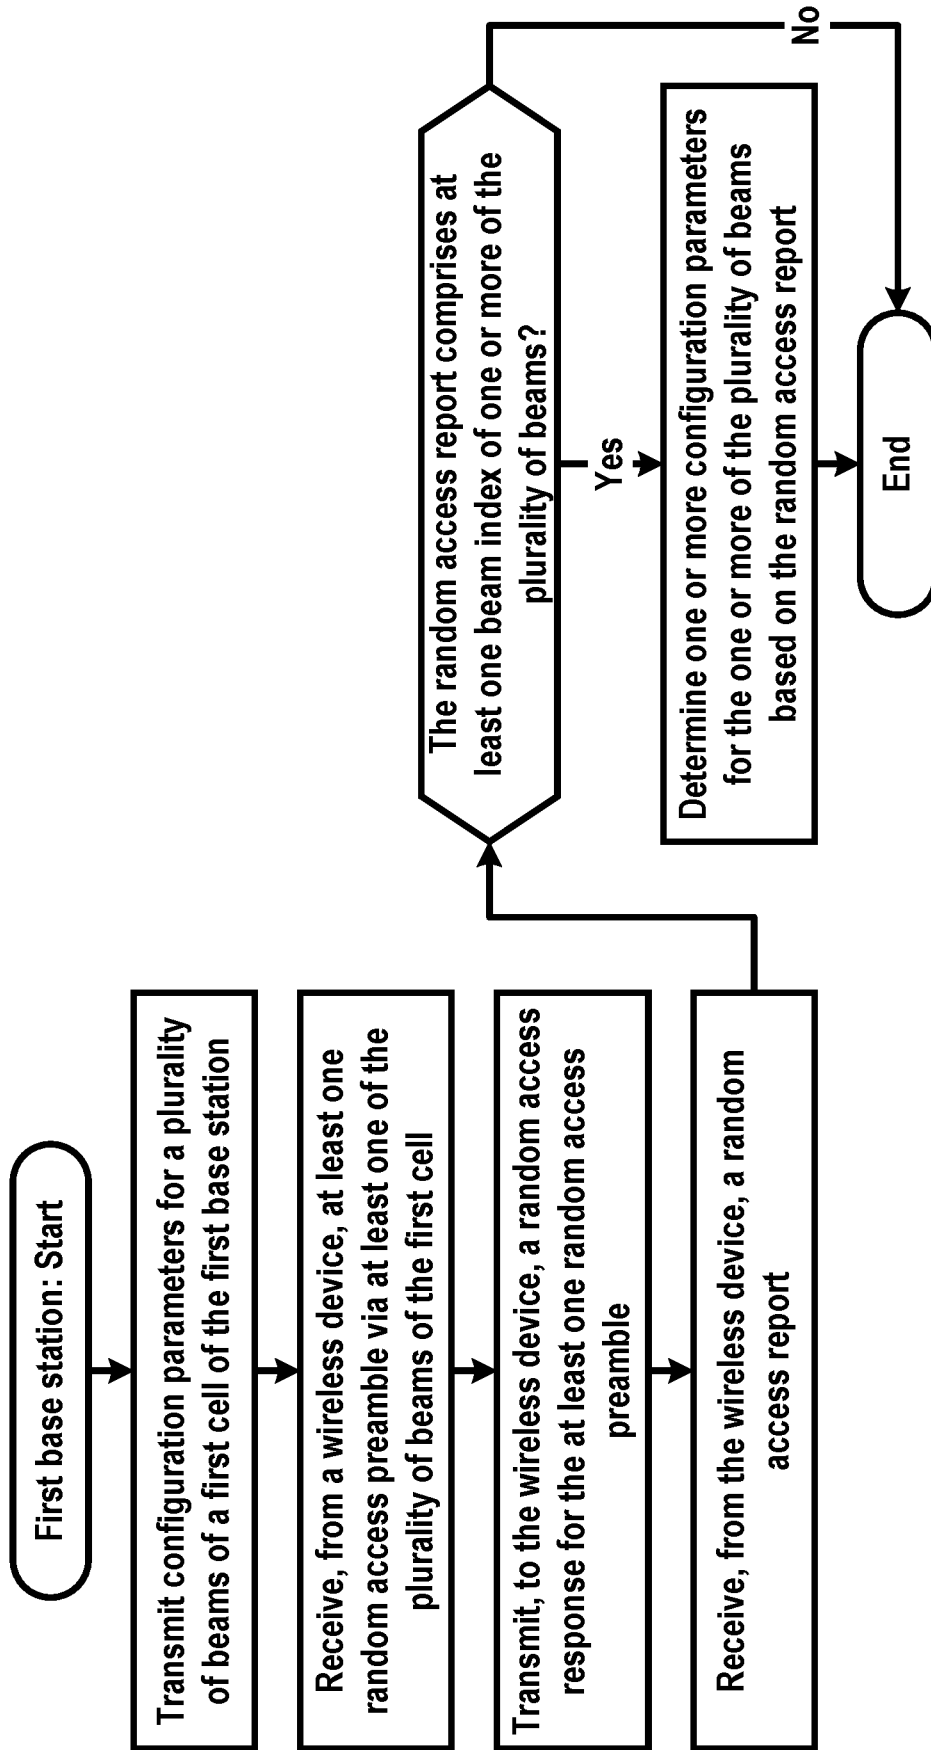 First base station: Start
Transmit configuration parameters for a plurality
of beams of a first cell of the first base station
Receive, from a wireless device, at least one
random access preamble via at least one of the
plurality of beams of the first cell
Transmit, to the wireless device, a random access
response for the at least one random access
preamble
Receive, from the wireless device, a random
access report
The random access report comprises at
least one beam index of one or more of the
plurality of beams?
Yes
No
Determine one or more configuration parameters
for the one or more of the plurality of beams
based on the random access report
End